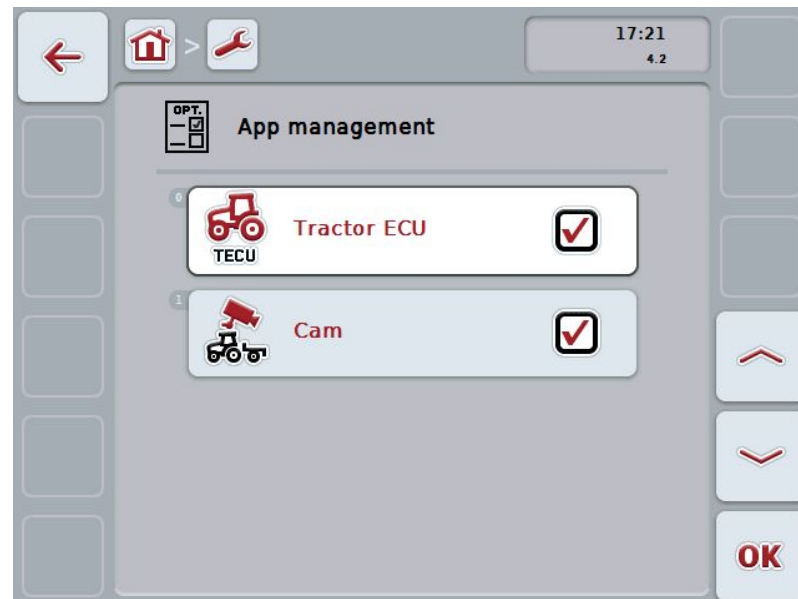 >
17:21
4.2
OPT.
App management
0
Tractor ECU
TECU
1
Cam
OK